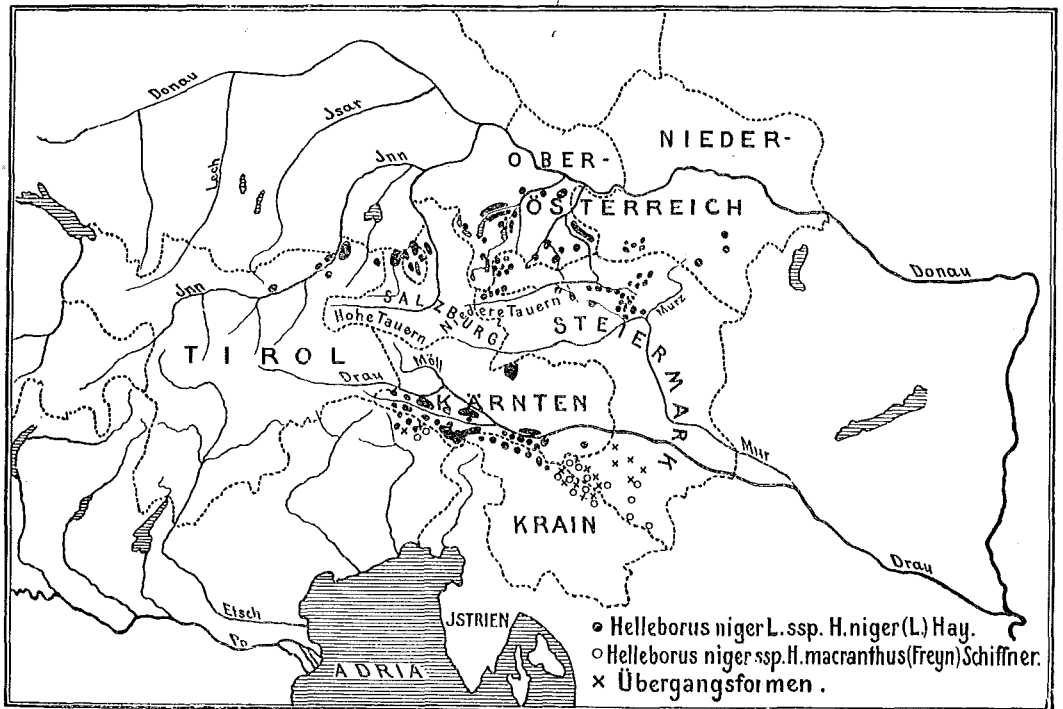 Donau
Jsar
Lech
Jnn
NIEDER-
OBER-
ÖSTERREICH
Donau
Jnn
SALZBURG
Niedere Tauern
Hohe Tauern
Murz
STEIERMARK
TIROL
Möll
Drau
KÄRNTEN
Mur
KRAIN
Drau
Etsch
Po
JSTRIEN
ADRIA
Helleborus niger L. ssp. H. niger (L.) Hay.
Helleborus niger ssp. H. macranthus (Freyn) Schiffner.
× Übergangsformen.